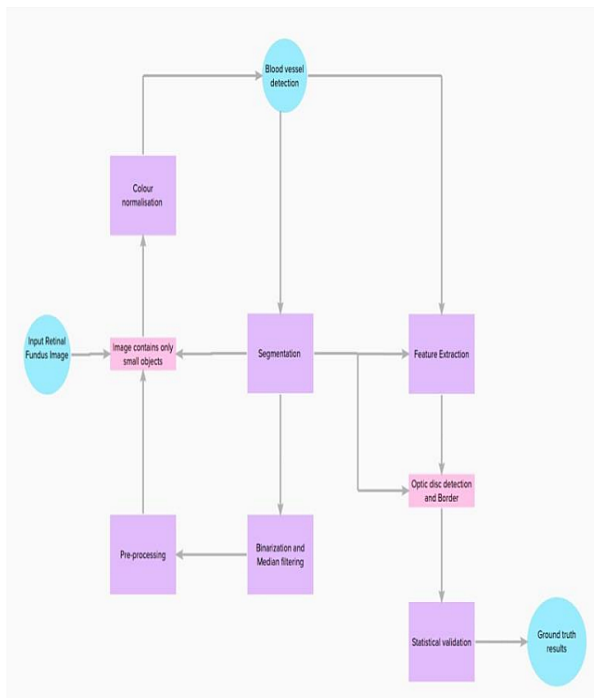 Blood vessel
detection
Colour
normalisation
Input Retinal
Fundus Image
Image contains only
small objects
Segmentation
Feature Extraction
Optic disc detection
and Border
Pre-processing
Binarization and
Median filtering
Statistical validation
Ground truth
results